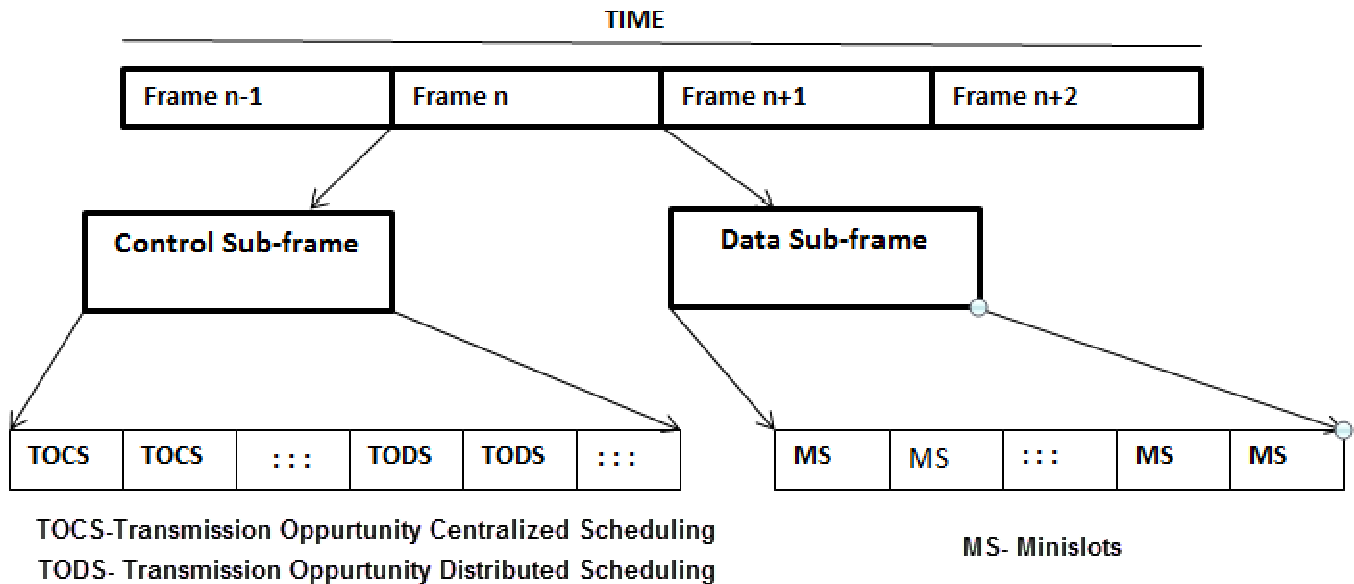 TIME
Frame n-1 Frame n Frame n+1 Frame n+2
Control Sub-frame Data Sub-frame
TOCS TOCS : : : TODS TODS : : : MS MS : : : MS MS
TOCS-Transmission Oppurtunity Centralized Scheduling
TODS- Transmission Oppurtunity Distributed Scheduling
MS- Minislots